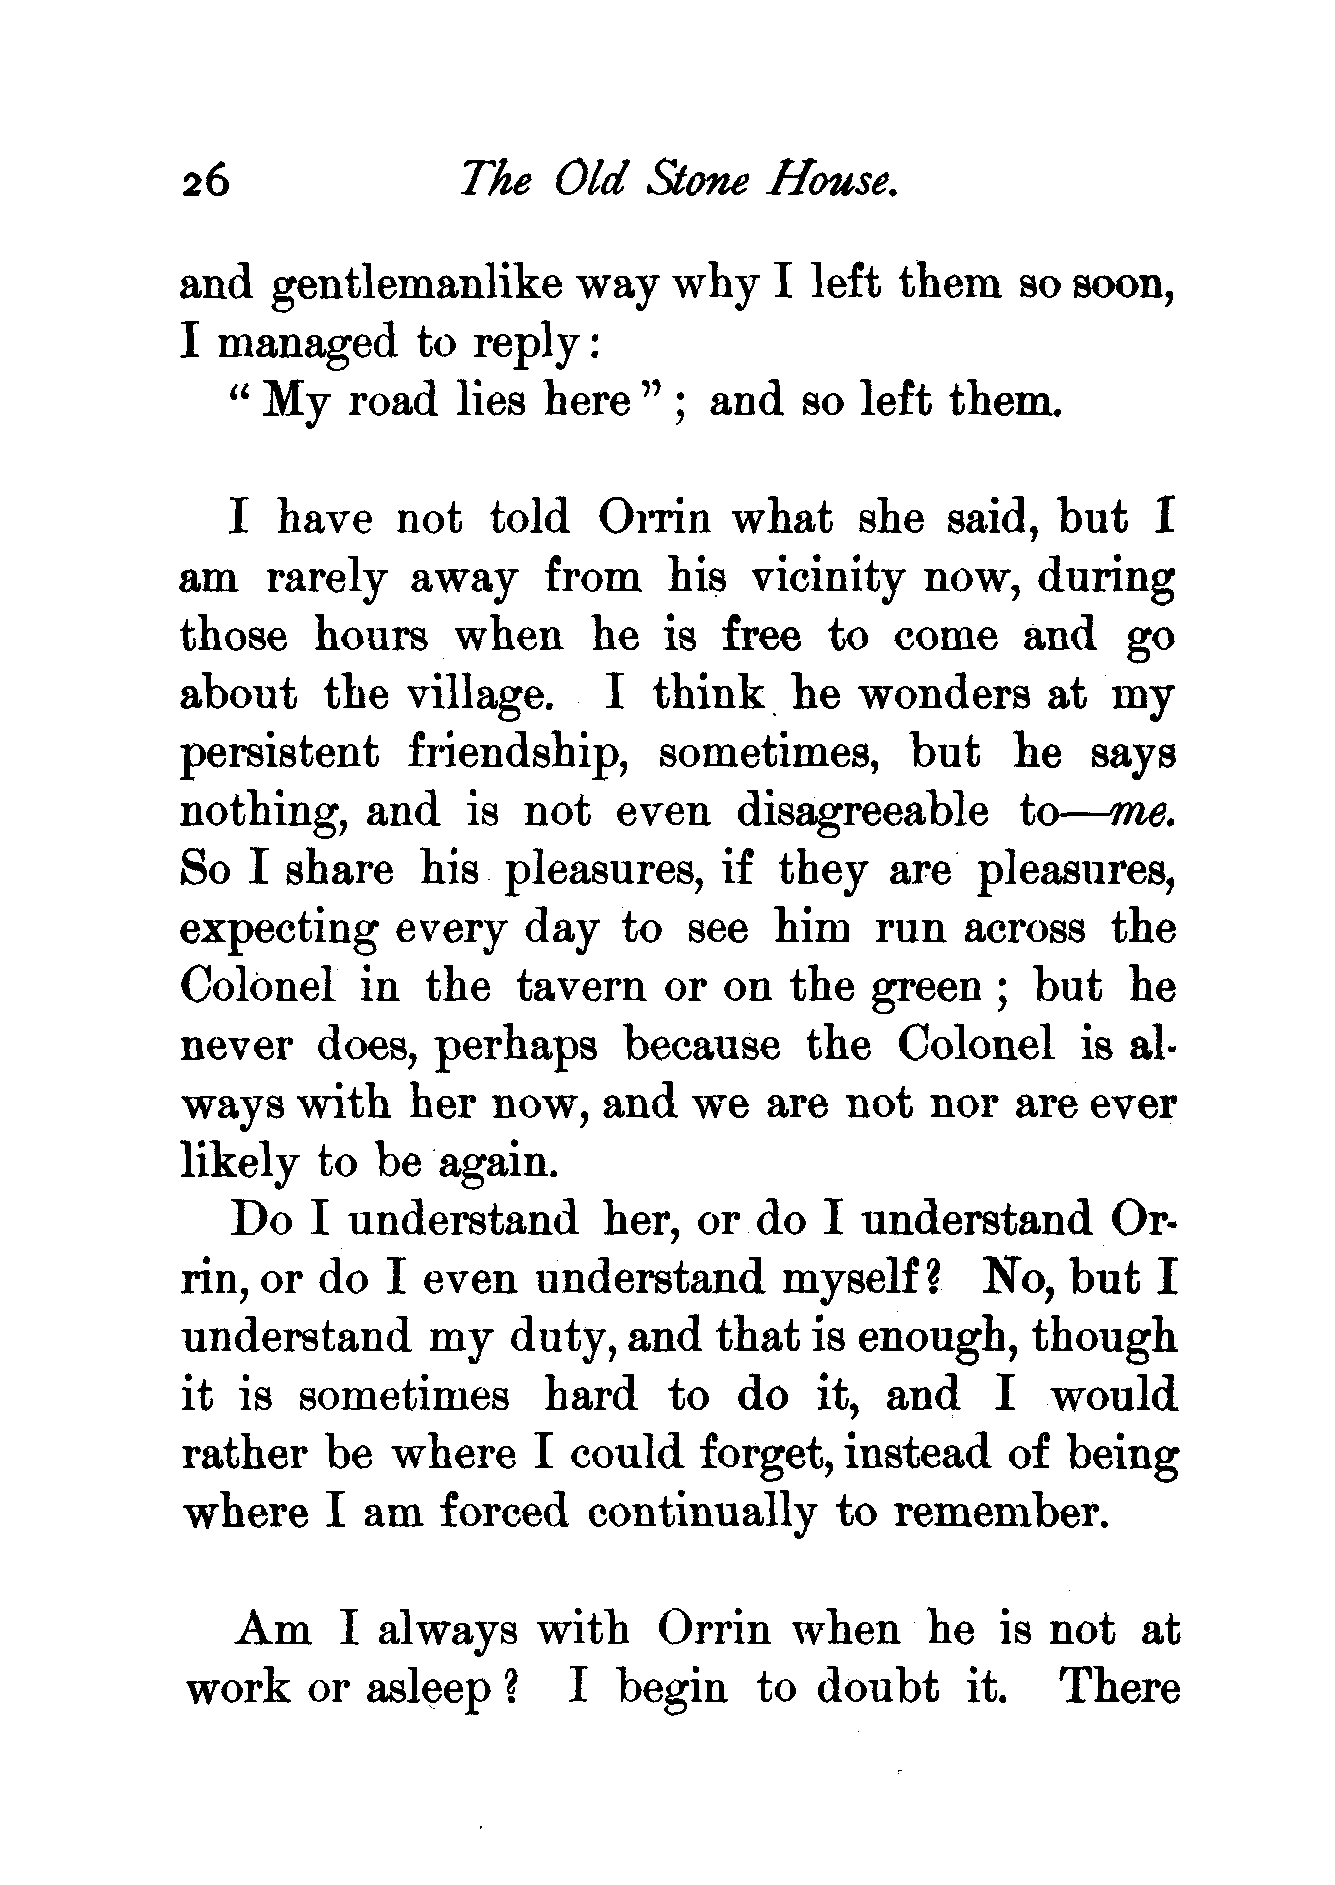 26 The Old Stone House.
and gentlemanlike way why I left them so soon,
I managed to reply:
" My road lies here " ; and so left them.
I have not told Orrin what she said, but I
am rarely away from his vicinity now, during
those hours when he is free to come and go
about the village. I think he wonders at my
persistent friendship, sometimes, but he says
nothing, and is not even disagreeable to—me.
So I share his pleasures, if they are pleasures,
expecting every day to see him run across the
Colonel in the tavern or on the green ; but he
never does, perhaps because the Colonel is al-
ways with her now, and we are not nor are ever
likely to be again.
Do I understand her, or do I understand Or-
rin, or do I even understand myself? No, but I
understand my duty, and that is enough, though
it is sometimes hard to do it, and I would
rather be where I could forget, instead of being
where I am forced continually to remember.
Am I always with Orrin when he is not at
work or asleep ? I begin to doubt it. There